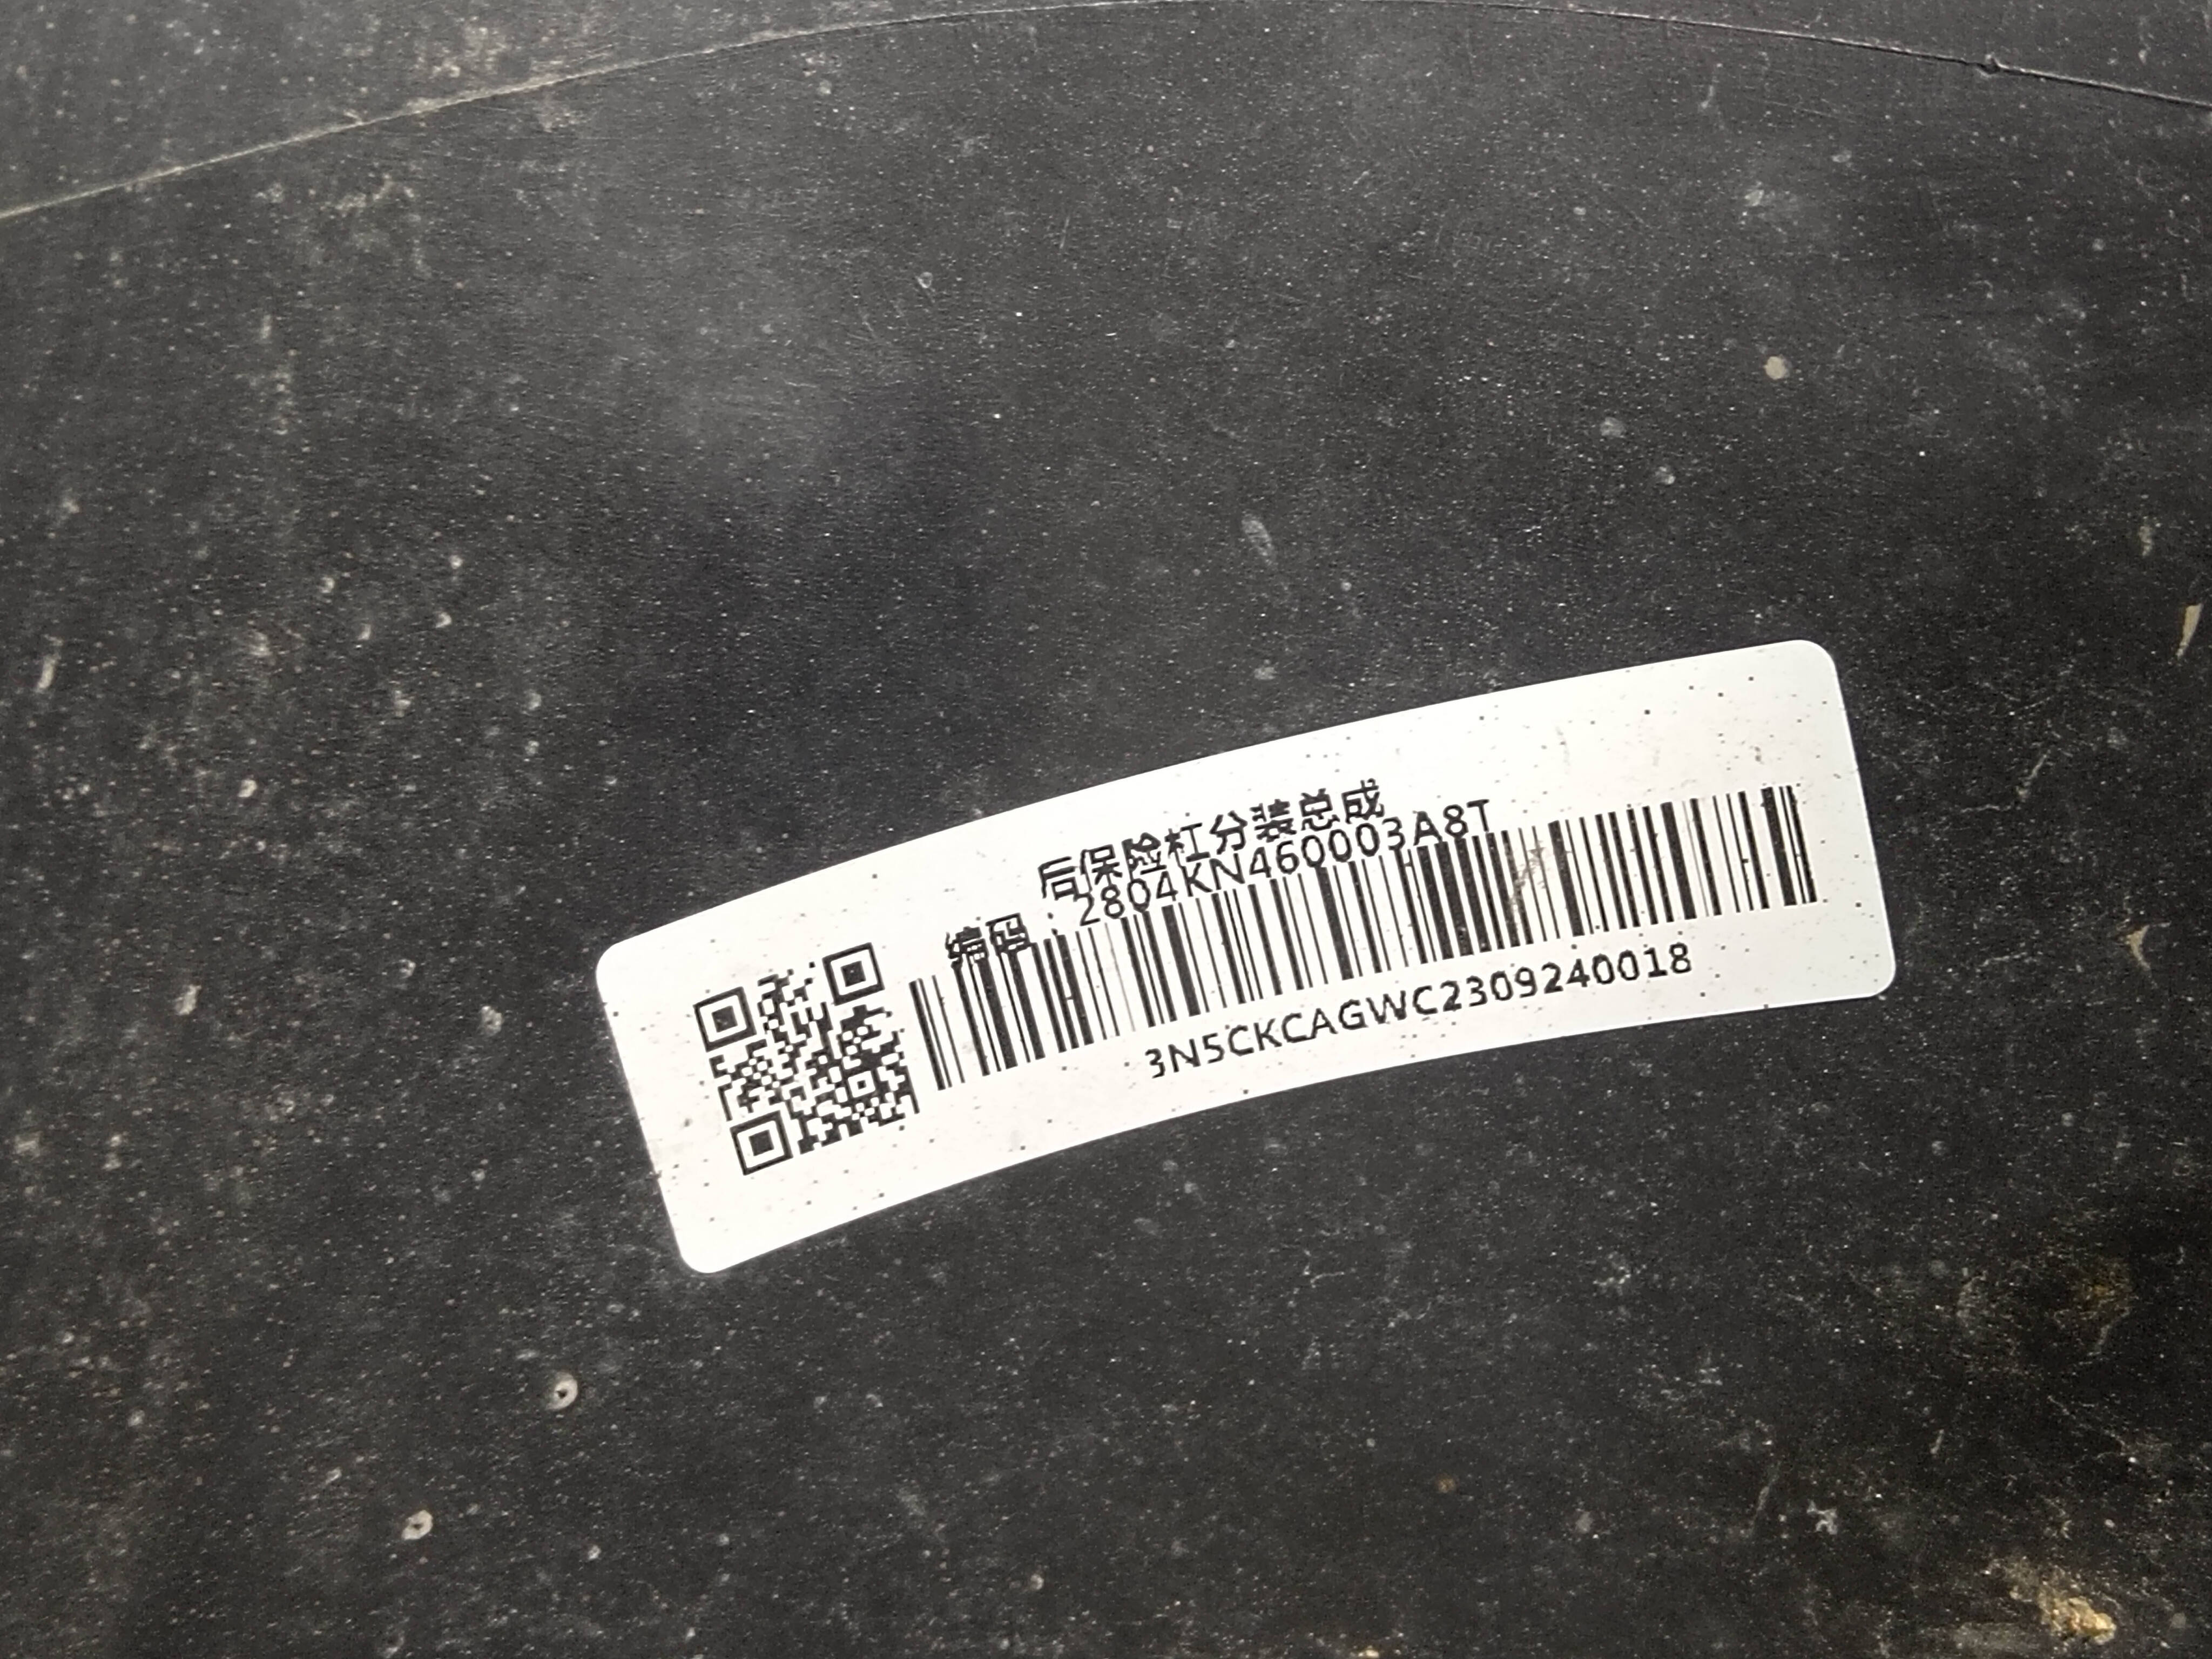 后保险杠分装总成
编码：2804KN460003A8T
3N5CKCAGWC2309240018